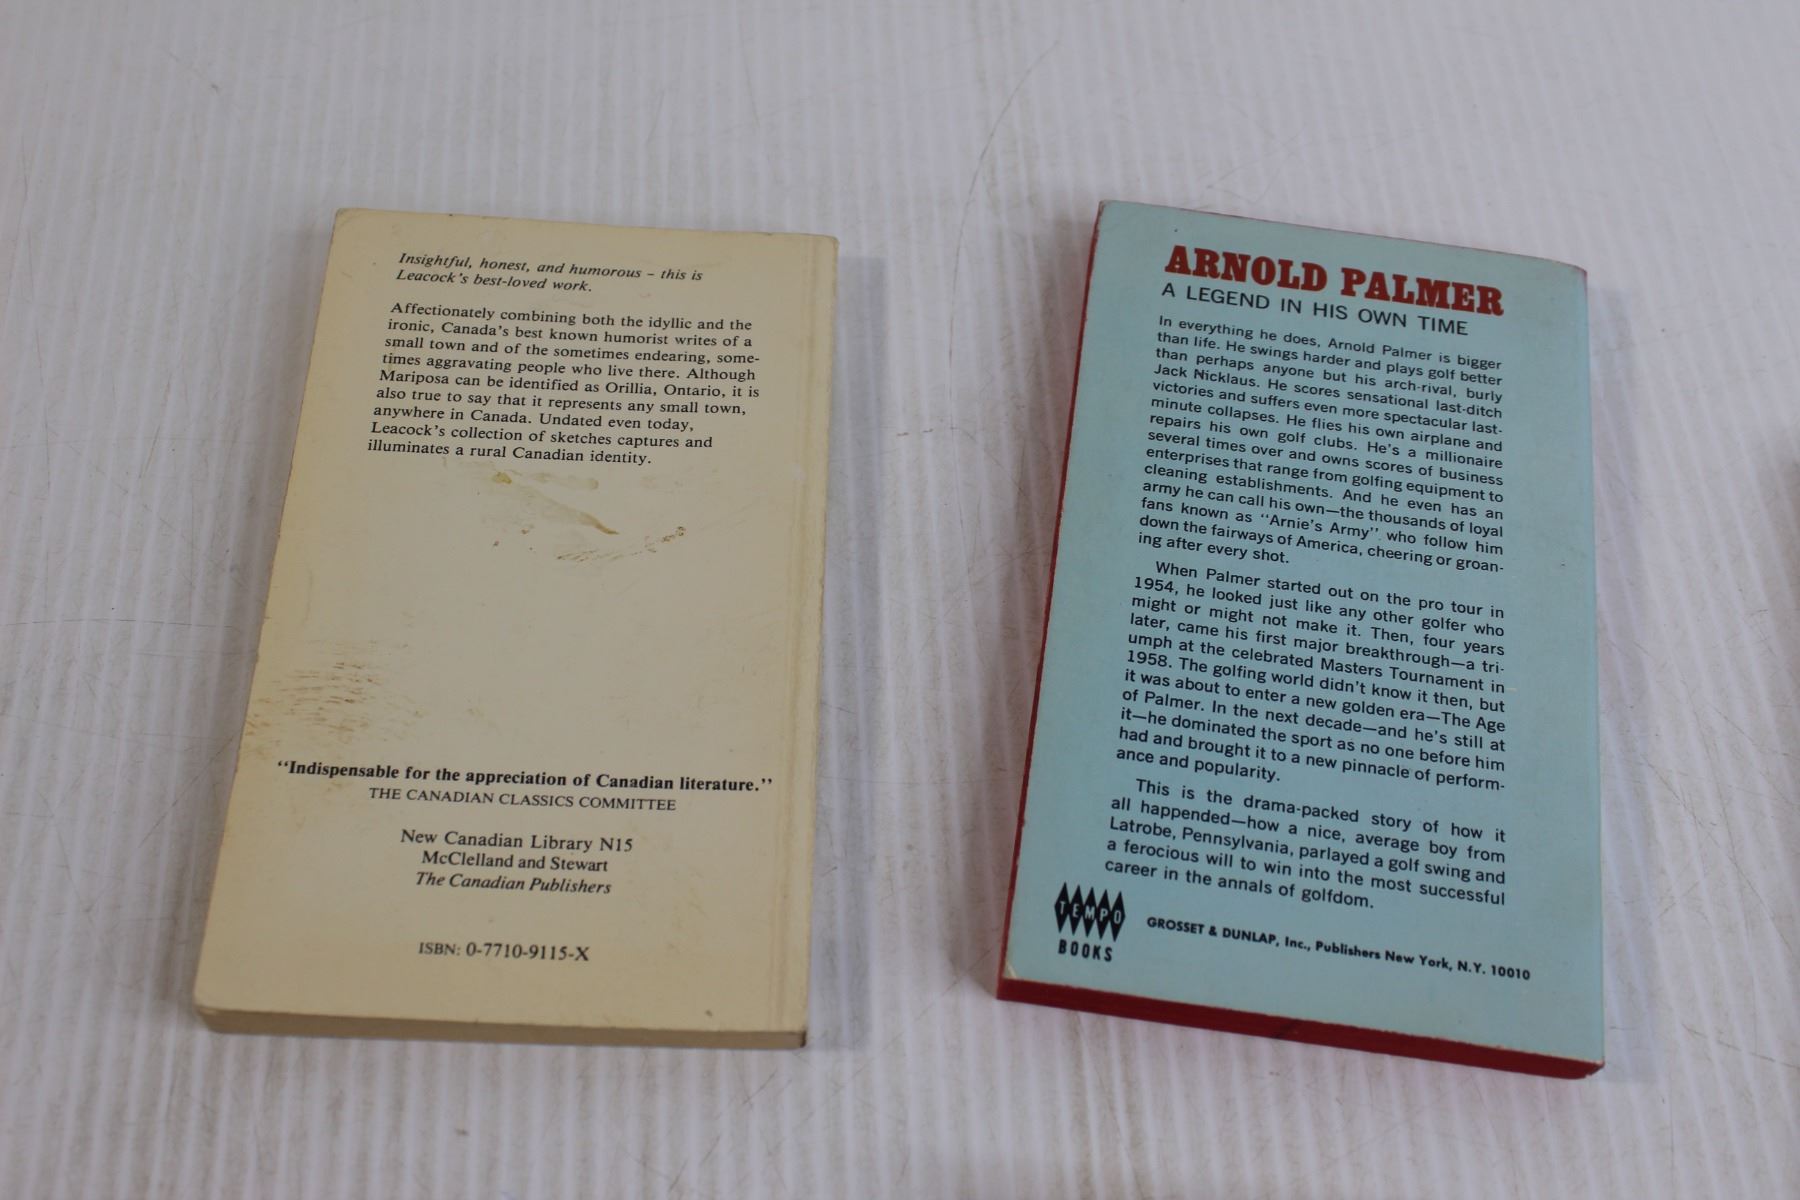 Insightful, honest, and humorous – this is
Leacock's best-loved work.
Affectionately combining both the idyllic and the
ironic, Canada's best known humorist writes of a
small town and of the sometimes endearing, some-
times aggravating people who live there. Although
Mariposa can be identified as Orillia, Ontario, it is
also true to say that it represents any small town,
anywhere in Canada. Undated even today,
Leacock's collection of sketches captures and
illuminates a rural Canadian identity.
"Indispensable for the appreciation of Canadian literature."
THE CANADIAN CLASSICS COMMITTEE
New Canadian Library N15
McClelland and Stewart
The Canadian Publishers
ISBN: 0-7710-9115-X
ARNOLD PALMER
A LEGEND IN HIS OWN TIME
In everything he does, Arnold Palmer is bigger
than life. He swings harder and plays golf better
than perhaps anyone but his arch-rival, burly
Jack Nicklaus. He scores sensational last-ditch
victories and suffers even more spectacular last-
minute collapses. He flies his own airplane and
repairs his own golf clubs. He's a millionaire
several times over and owns scores of business
enterprises that range from golfing equipment to
cleaning establishments. And he even has an
army he can call his own—the thousands of loyal
fans known as "Arnie's Army" who follow him
down the fairways of America, cheering or groan-
ing after every shot.
When Palmer started out on the pro tour in
1954, he looked just like any other golfer who
might or might not make it. Then, four years
later, came his first major breakthrough—a tri-
umph at the celebrated Masters Tournament in
1958. The golfing world didn't know it then, but
it was about to enter a new golden era—The Age
of Palmer. In the next decade—and he's still at
it—he dominated the sport as no one before him
had and brought it to a new pinnacle of perform-
ance and popularity.
This is the drama-packed story of how it
all happened—how a nice, average boy from
Latrobe, Pennsylvania, parlayed a golf swing and
a ferocious will to win into the most successful
career in the annals of golfdom.
TEMPO
BOOKS
GROSSET & DUNLAP, Inc., Publishers New York, N.Y. 10010